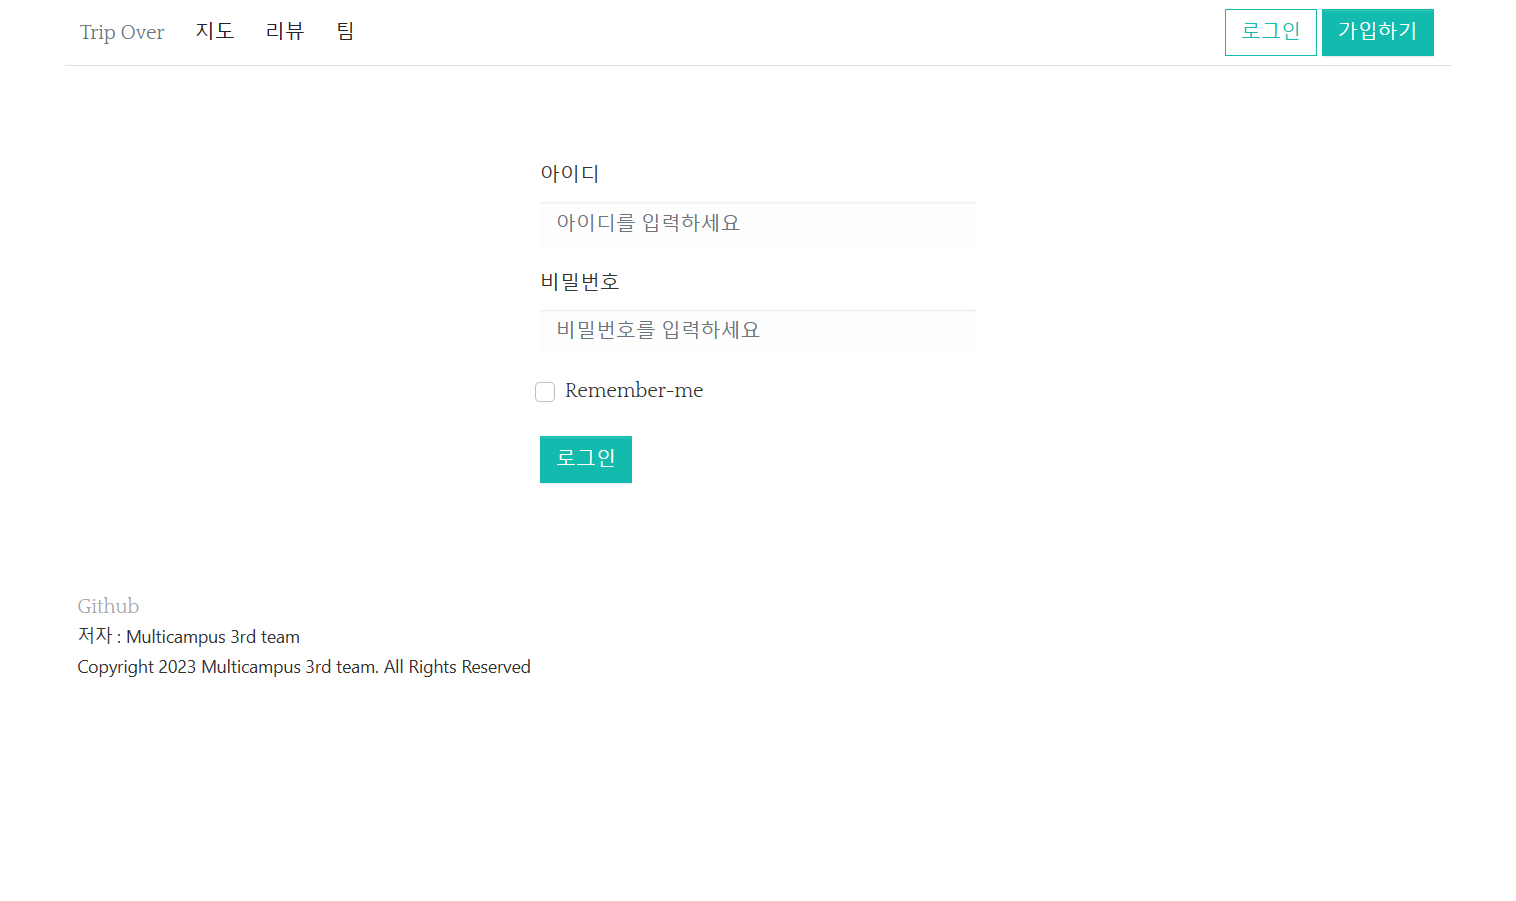 Trip Over 지도 리뷰 팀 로그인 가입하기
아이디
아이디를 입력하세요
비밀번호
비밀번호를 입력하세요
Remember-me
로그인
Github
저자 : Multicampus 3rd team
Copyright 2023 Multicampus 3rd team. All Rights Reserved